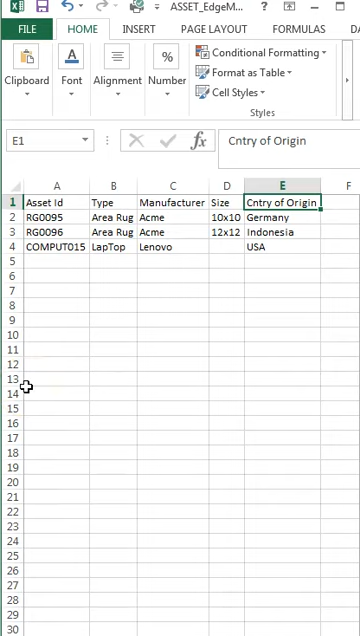 ASSET_EdgeM...
FILE HOME INSERT PAGE LAYOUT FORMULAS DA
Clipboard
Font
Alignment
%
Number
Conditional Formatting
Format as Table
Cell Styles
Styles
E1 fx Cntry of Origin
A B C D E F
1 Asset Id Type Manufacturer Size Cntry of Origin
2 RG0095 Area Rug Acme 10x10 Germany
3 RG0096 Area Rug Acme 12x12 Indonesia
4 COMPUT015 LapTop Lenovo USA
5
6
7
8
9
10
11
12
13
14
15
16
17
18
19
20
21
22
23
24
25
26
27
28
29
30